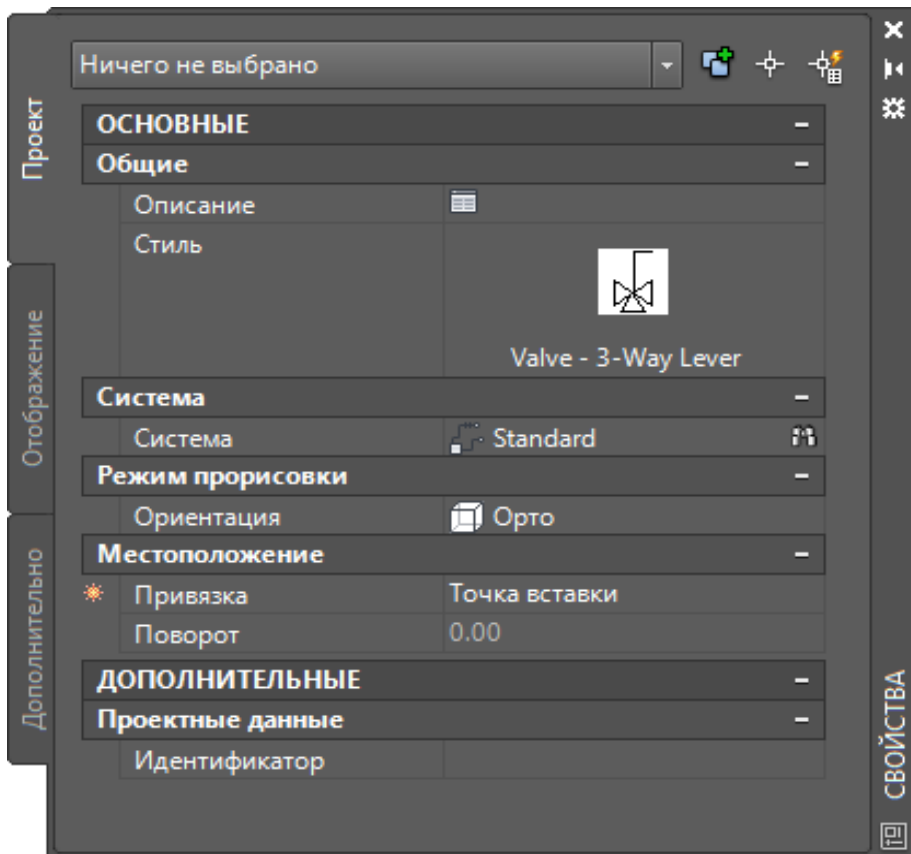 Ничего не выбрано
ОСНОВНЫЕ
Общие
Описание
Стиль
Valve - 3-Way Lever
Система
Система Standard
Режим прорисовки
Ориентация Орто
Местоположение
Привязка Точка вставки
Поворот 0.00
ДОПОЛНИТЕЛЬНЫЕ
Проектные данные
Идентификатор
Проект
Отображение
Дополнительно
СВОЙСТВА